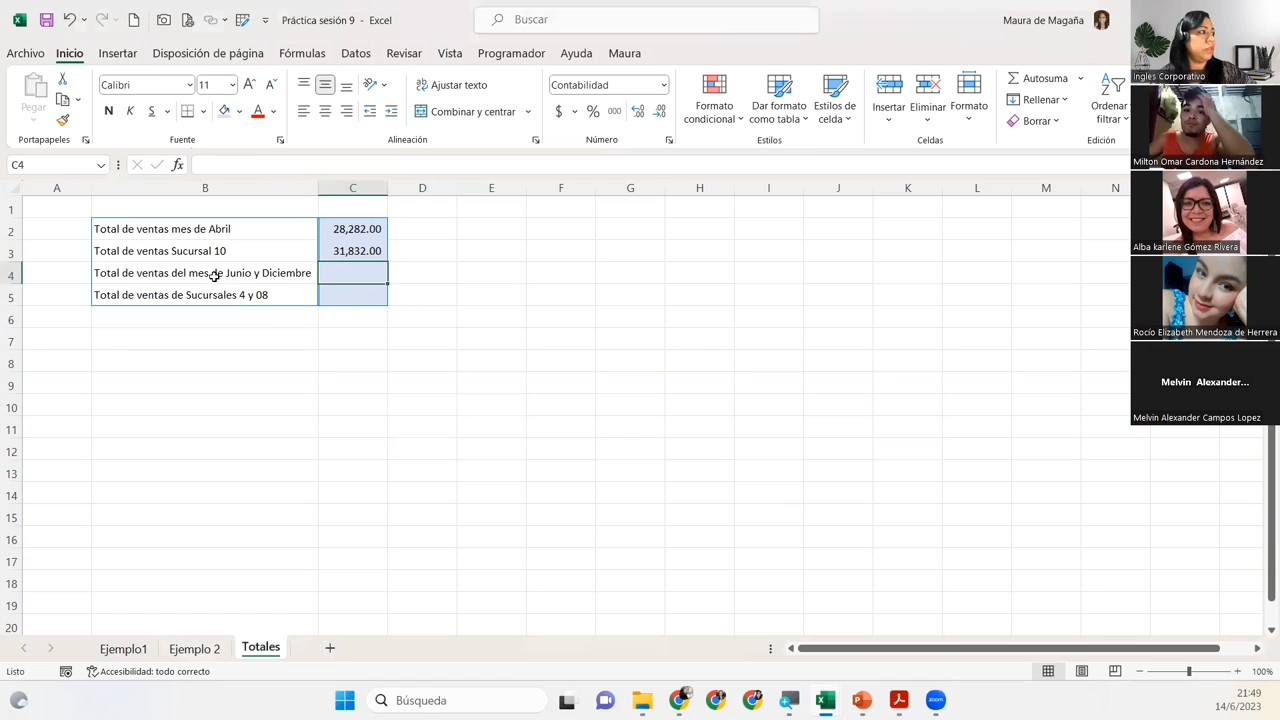 Práctica sesión 9 - Excel
Buscar
Maura de Magaña
Archivo Inicio Insertar Disposición de página Fórmulas Datos Revisar Vista Programador Ayuda Maura
Pegar
Calibri 11
N K S A
Ajustar texto
Combinar y centrar
Contabilidad
$ % 000
Formato condicional
Dar formato como tabla
Estilos de celda
Insertar Eliminar Formato
Autosuma
Rellenar
Borrar
Ordenar
filtrar
Portapapeles Fuente Alineación Número Estilos Celdas Edición
C4 fx
A B C D E F G H I J K L M N
1
2 Total de ventas mes de Abril 28,282.00
3 Total de ventas Sucursal 10 31,832.00
4 Total de ventas del mes de Junio y Diciembre
5 Total de ventas de Sucursales 4 y 08
6
7
8
9
10
11
12
13
14
15
16
17
18
19
20
Ingles Corporativo
Milton Omar Cardona Hernández
Alba karlene Gómez Rivera
Rocío Elizabeth Mendoza de Herrera
Melvin Alexander...
Melvin Alexander Campos Lopez
Ejemplo1 Ejemplo 2 Totales
Listo Accesibilidad: todo correcto 100%
Búsqueda
21:49
14/6/2023